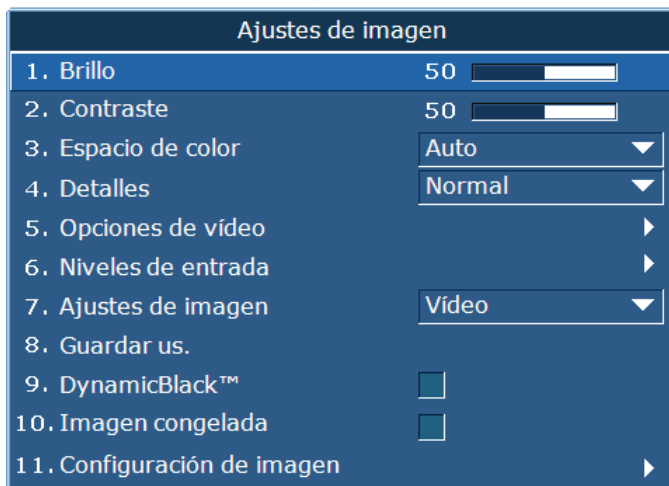 Ajustes de imagen
1. Brillo 50
2. Contraste 50
3. Espacio de color Auto
4. Detalles Normal
5. Opciones de vídeo
6. Niveles de entrada
7. Ajustes de imagen Vídeo
8. Guardar us.
9. DynamicBlack™
10. Imagen congelada
11. Configuración de imagen